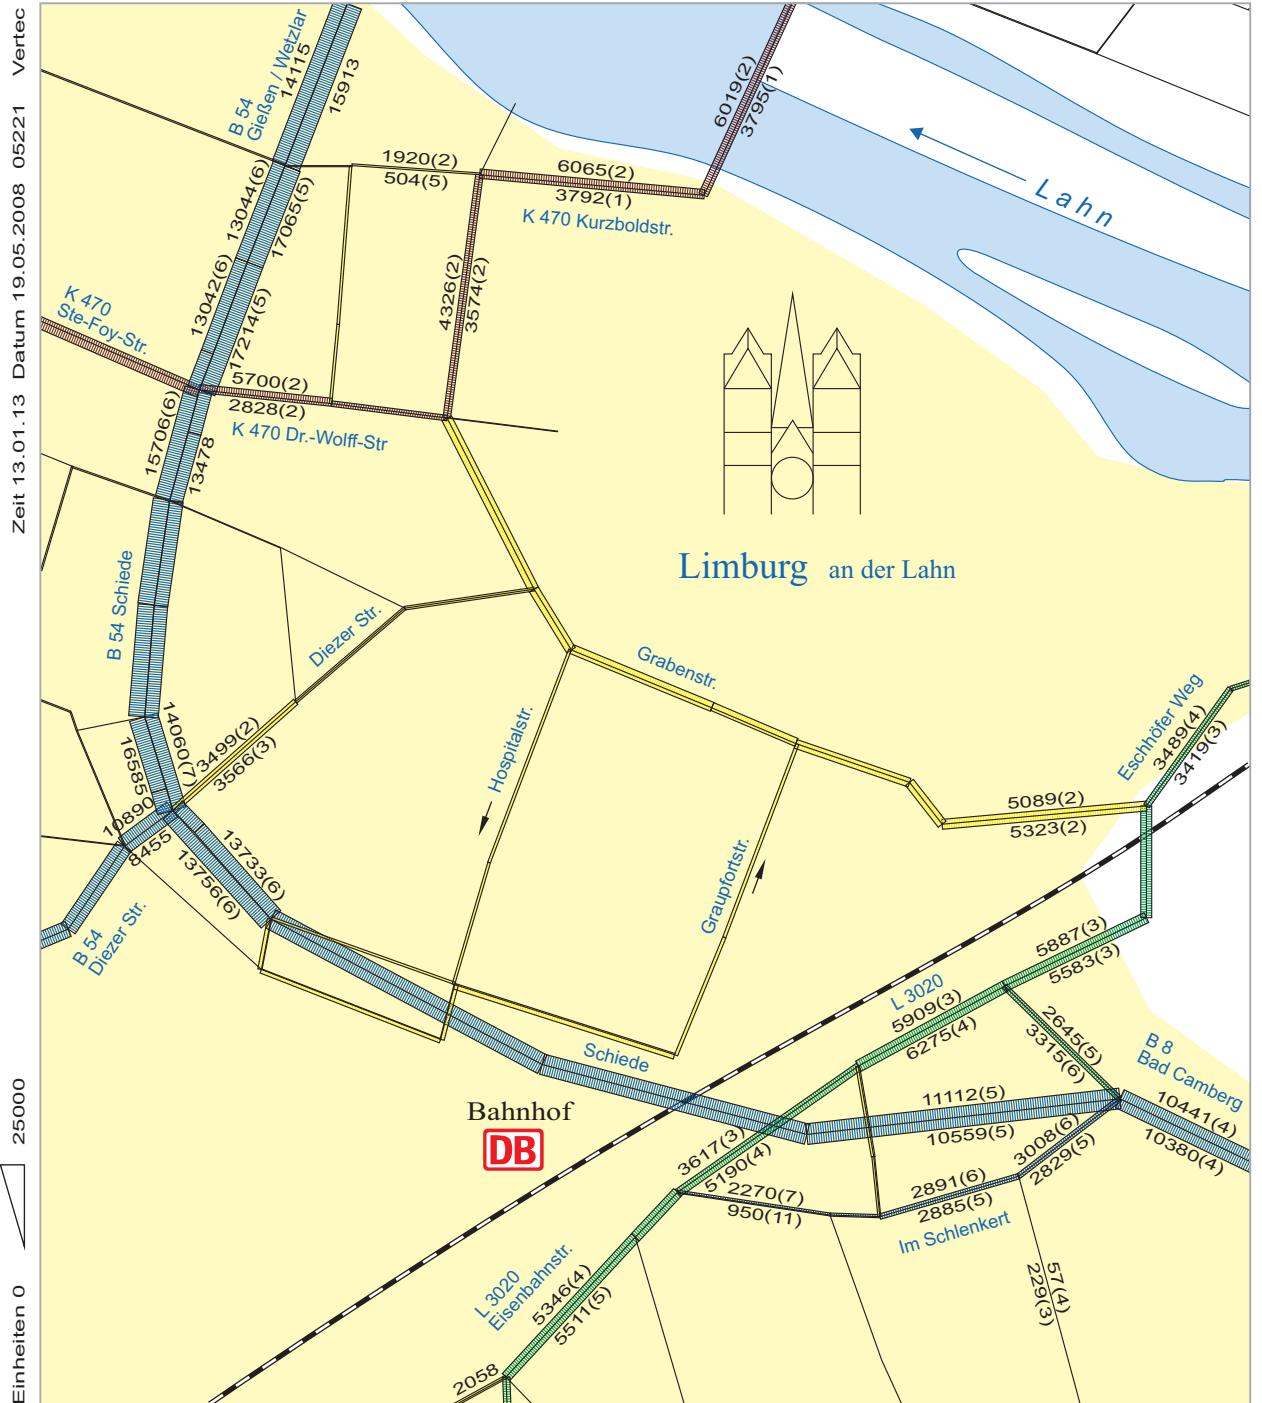 Zeit 13.01.13 Datum 19.05.2008 05221 Vertec
Einheiten 0 25000
B 54
Gießen / Wetzlar
14115
15913
6019(2)
3795(1)
Lahn
13044(6)
17065(5)
1920(2)
504(5)
6065(2)
3792(1)
K 470 Kurzboldstr.
13042(6)
17214(5)
4326(2)
3574(2)
K 470
Ste-Foy-Str.
5700(2)
2828(2)
K 470 Dr.-Wolff-Str
15706(6)
13478
Limburg an der Lahn
B 54 Schiede
Diezer Str.
Grabenstr.
Hospitalstr.
Eschhöfer Weg
3489(4)
3419(3)
14060(7)
16585
3499(2)
3566(3)
10890
8455
5089(2)
5323(2)
13733(6)
13756(6)
Graupfortstr.
B 54
Diezer Str.
5887(3)
5583(3)
L 3020
5909(3)
6275(4)
2645(5)
3315(6)
B 8
Bad Camberg
Schiede
Bahnhof
DB
11112(5)
10559(5)
10441(4)
10380(4)
3617(3)
5190(4)
3008(6)
2829(5)
2270(7)
950(11)
2891(6)
2885(5)
Im Schlenkert
L 3020
Eisenbahnstr.
5346(4)
5511(5)
57(4)
229(3)
2058